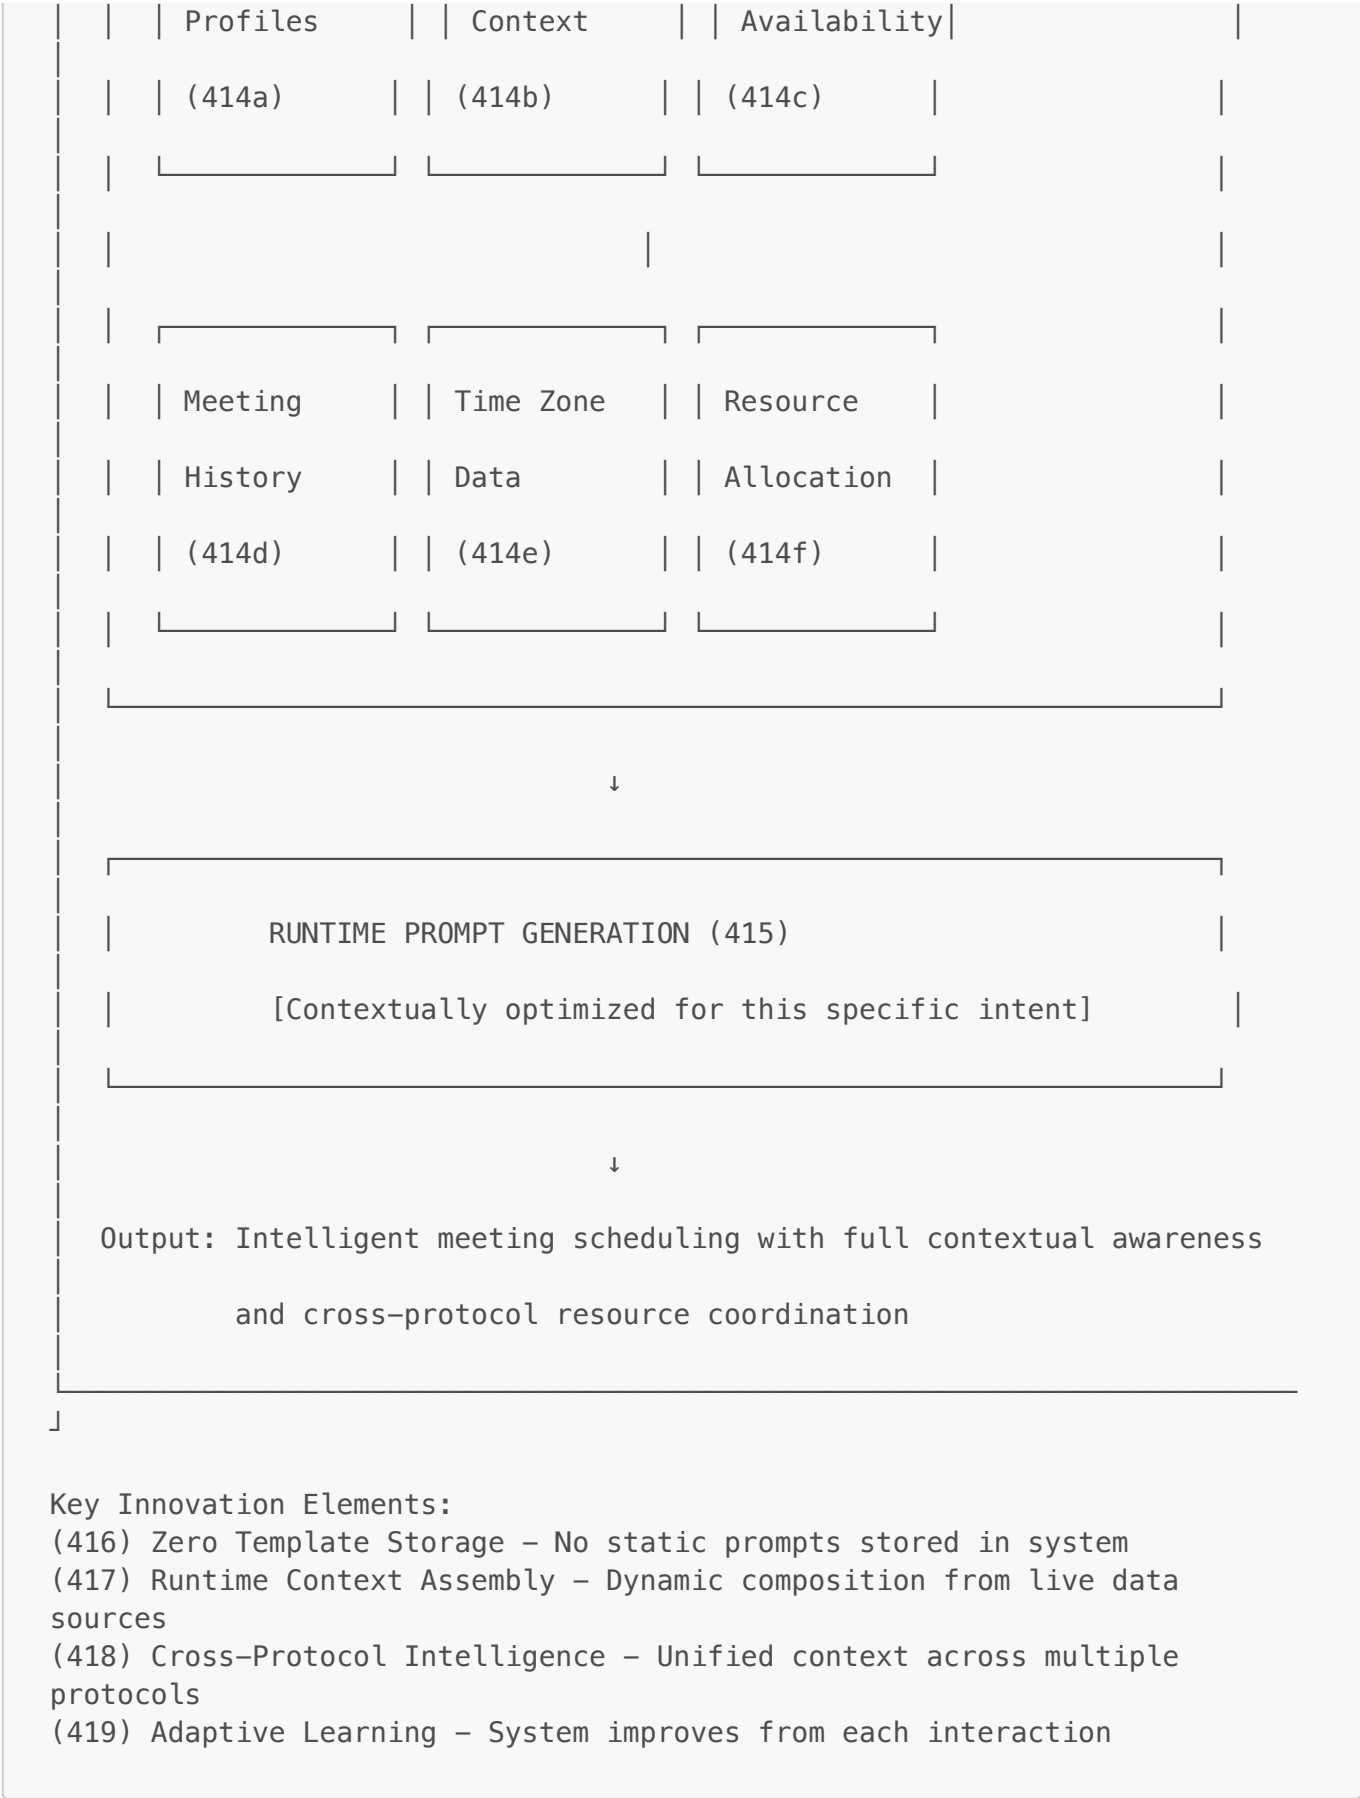 Profiles Context Availability
(414a) (414b) (414c)
Meeting Time Zone Resource
History Data Allocation
(414d) (414e) (414f)
↓
RUNTIME PROMPT GENERATION (415)
[Contextually optimized for this specific intent]
↓
Output: Intelligent meeting scheduling with full contextual awareness
and cross-protocol resource coordination
Key Innovation Elements:
(416) Zero Template Storage – No static prompts stored in system
(417) Runtime Context Assembly – Dynamic composition from live data
sources
(418) Cross-Protocol Intelligence – Unified context across multiple
protocols
(419) Adaptive Learning – System improves from each interaction